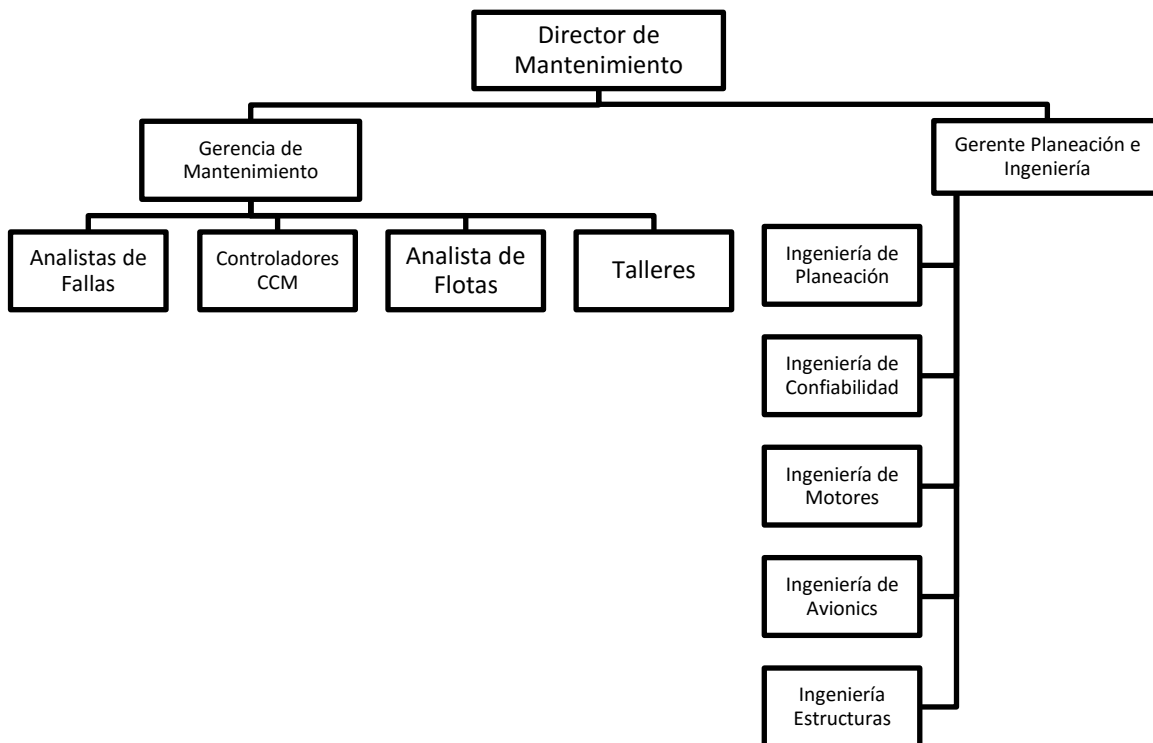 Director de
Mantenimiento
Gerencia de
Mantenimiento
Gerente Planeación e
Ingeniería
Analistas de
Fallas
Controladores
CCM
Analista de
Flotas
Talleres
Ingeniería de
Planeación
Ingeniería de
Confiabilidad
Ingeniería de
Motores
Ingeniería de
Avionics
Ingeniería
Estructuras